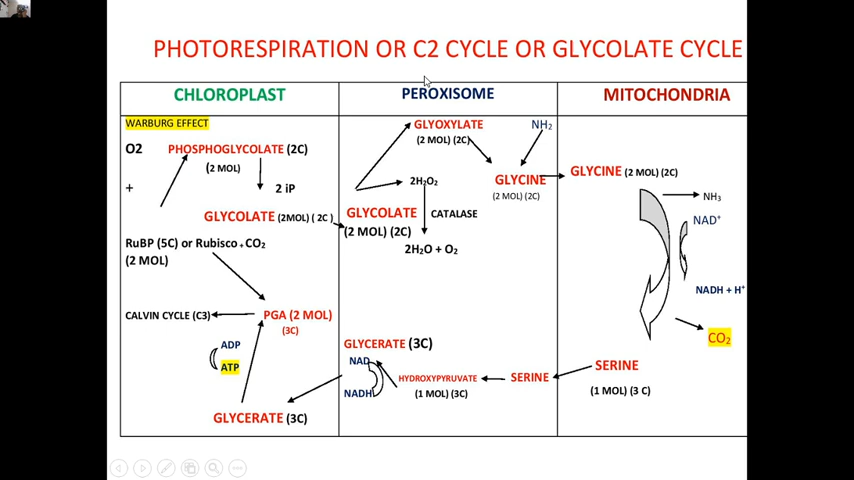 PHOTORESPIRATION OR C2 CYCLE OR GLYCOLATE CYCLE
CHLOROPLAST
WARBURG EFFECT
O2
PHOSPHOGLYCOLATE (2C)
(2 MOL)
+
2 iP
GLYCOLATE (2MOL) ( 2C )
RuBP (5C) or Rubisco + CO2
(2 MOL)
CALVIN CYCLE (C3)
PGA (2 MOL)
(3C)
ADP
ATP
GLYCERATE (3C)
PEROXISOME
GLYOXYLATE
(2 MOL) (2C)
NH2
2H2O2
GLYCINE
(2 MOL) (2C)
GLYCOLATE
(2 MOL) (2C)
CATALASE
2H2O + O2
GLYCERATE (3C)
NAD
NADH
HYDROXYPYRUVATE
(1 MOL) (3C)
SERINE
MITOCHONDRIA
GLYCINE (2 MOL) (2C)
NH3
NAD+
NADH + H+
CO2
SERINE
(1 MOL) (3 C)